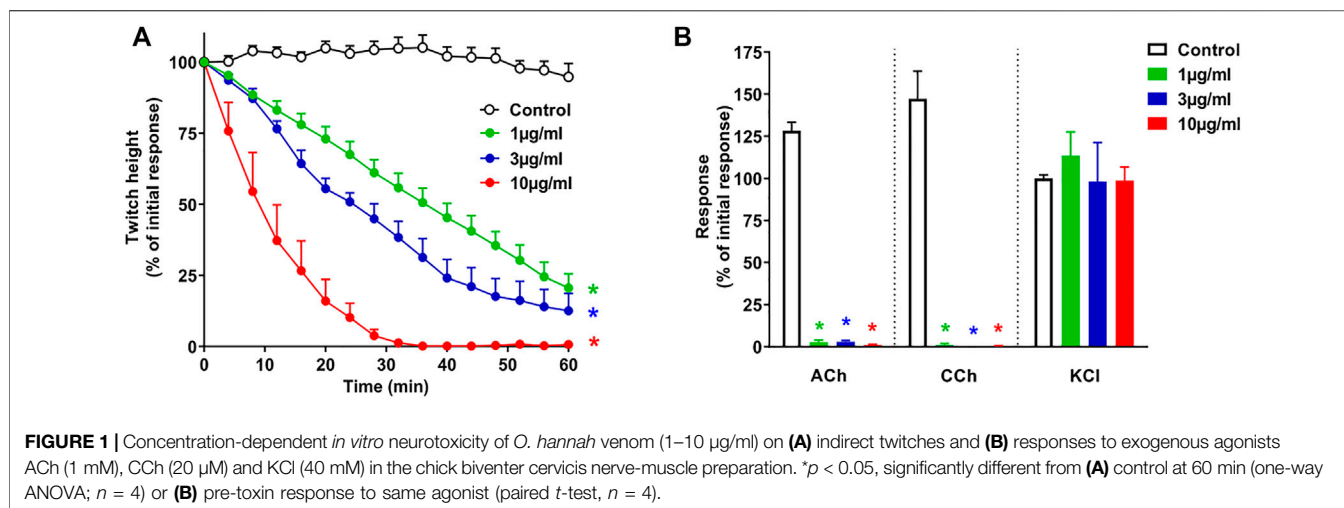 A
Twitch height
(% of initial response)
100
75
50
25
0
0 10 20 30 40 50 60
Time (min)
Control
1µg/ml
3µg/ml
10µg/ml
*
*
*
B
Response
(% of initial response)
175
150
125
100
75
50
25
0
Control
1µg/ml
3µg/ml
10µg/ml
* * *
* * *
ACh CCh KCl
FIGURE 1 | Concentration-dependent in vitro neurotoxicity of O. hannah venom (1–10 µg/ml) on (A) indirect twitches and (B) responses to exogenous agonists
ACh (1 mM), CCh (20 µM) and KCl (40 mM) in the chick biventer cervicis nerve-muscle preparation. *p < 0.05, significantly different from (A) control at 60 min (one-way
ANOVA; n = 4) or (B) pre-toxin response to same agonist (paired t-test, n = 4).